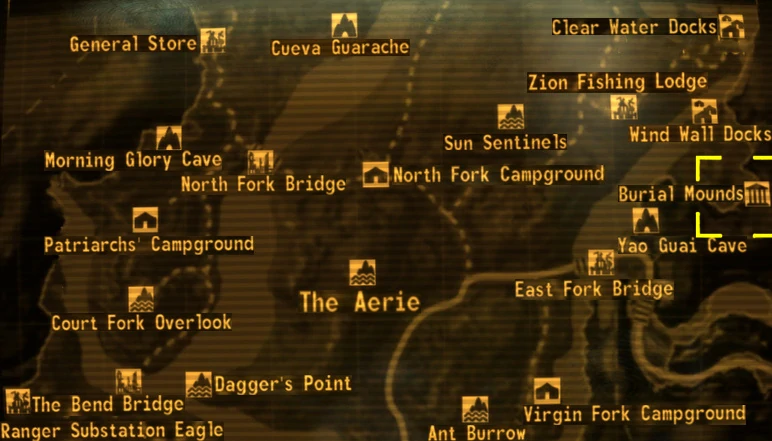 Clear Water Docks
General Store
Cueva Guarache
Zion Fishing Lodge
Sun Sentinels
Wind Wall Docks
Morning Glory Cave
North Fork Bridge
North Fork Campground
Burial Mounds
Patriarchs' Campground
Yao Guai Cave
East Fork Bridge
The Aerie
Court Fork Overlook
Dagger's Point
The Bend Bridge
Virgin Fork Campground
Ranger Substation Eagle
Ant Burrow